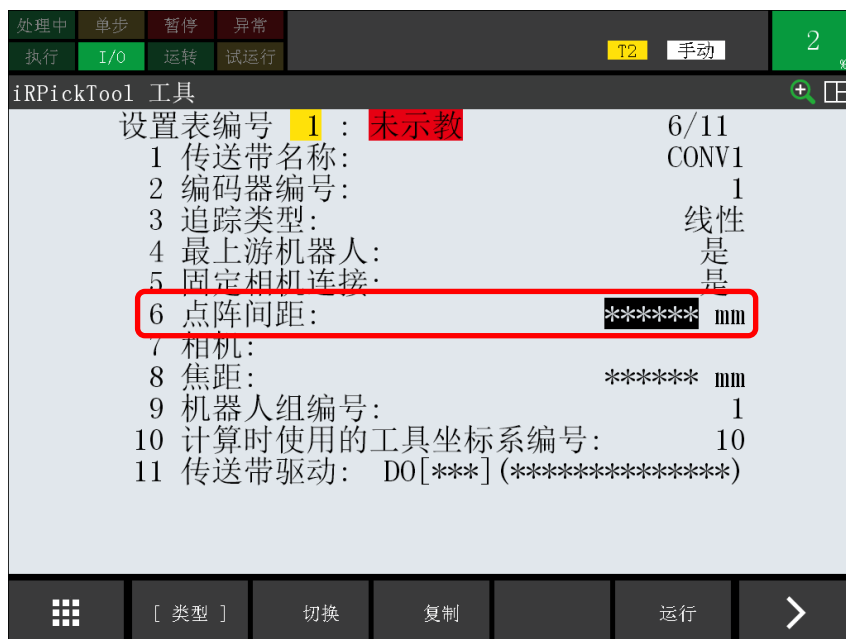 处理中 单步 暂停 异常
执行 I/O 运转 试运行 T2 手动 2 %
iRPickTool 工具
设置表编号 1 : 未示教 6/11
1 传送带名称: CONV1
2 编码器编号: 1
3 追踪类型: 线性
4 最上游机器人: 是
5 固定相机连接: 是
6 点阵间距: ****** mm
7 相机:
8 焦距: ****** mm
9 机器人组编号: 1
10 计算时使用的工具坐标系编号: 10
11 传送带驱动: DO[***](**************)
[ 类型 ] 切换 复制 运行